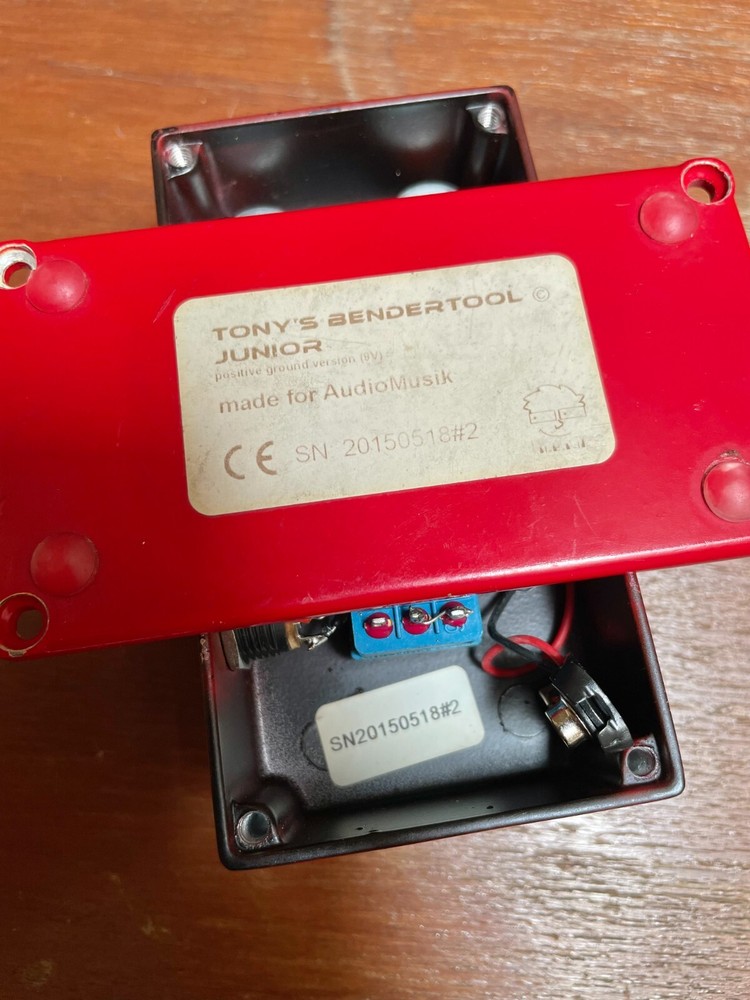 TONY'S BENDERTOOL ©
JUNIOR
positive ground version (9V)
made for AudioMusik
CE SN 20150518#2
SN20150518#2